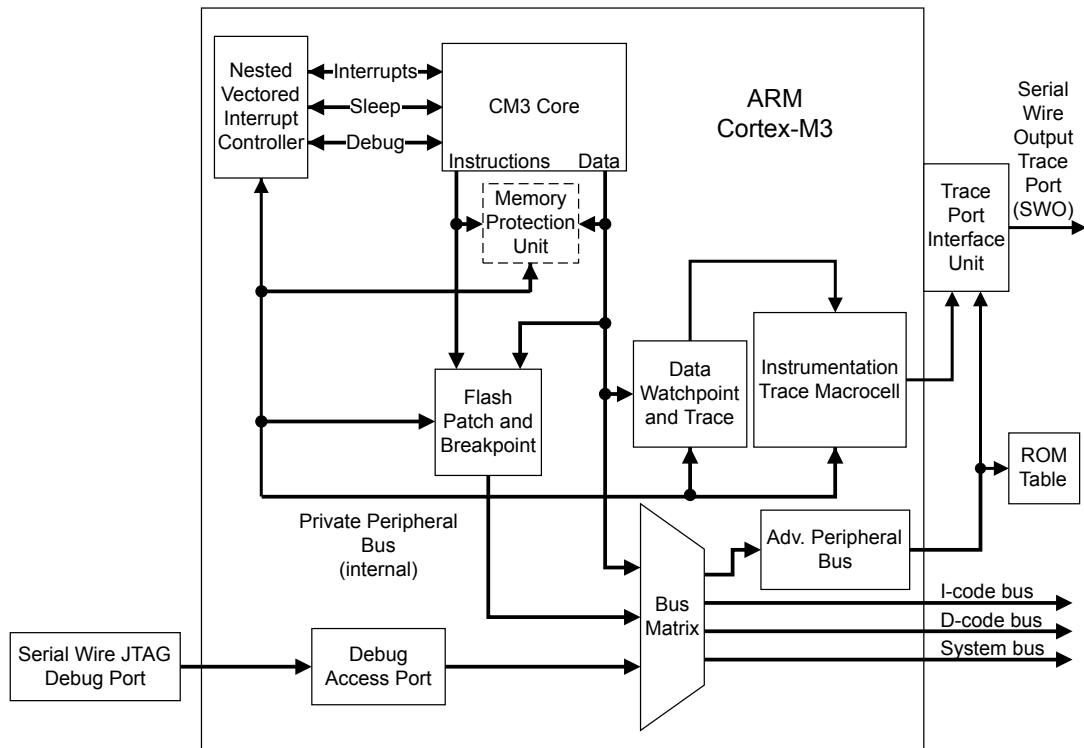 Nested
Vectored
Interrupt
Controller
Interrupts
Sleep
Debug
CM3 Core
Instructions
Data
ARM
Cortex-M3
Serial
Wire
Output
Trace
Port
(SWO)
Trace
Port
Interface
Unit
Memory
Protection
Unit
Flash
Patch and
Breakpoint
Data
Watchpoint
and Trace
Instrumentation
Trace Macrocell
ROM
Table
Private Peripheral
Bus
(internal)
Adv. Peripheral
Bus
Bus
Matrix
I-code bus
D-code bus
System bus
Serial Wire JTAG
Debug Port
Debug
Access Port